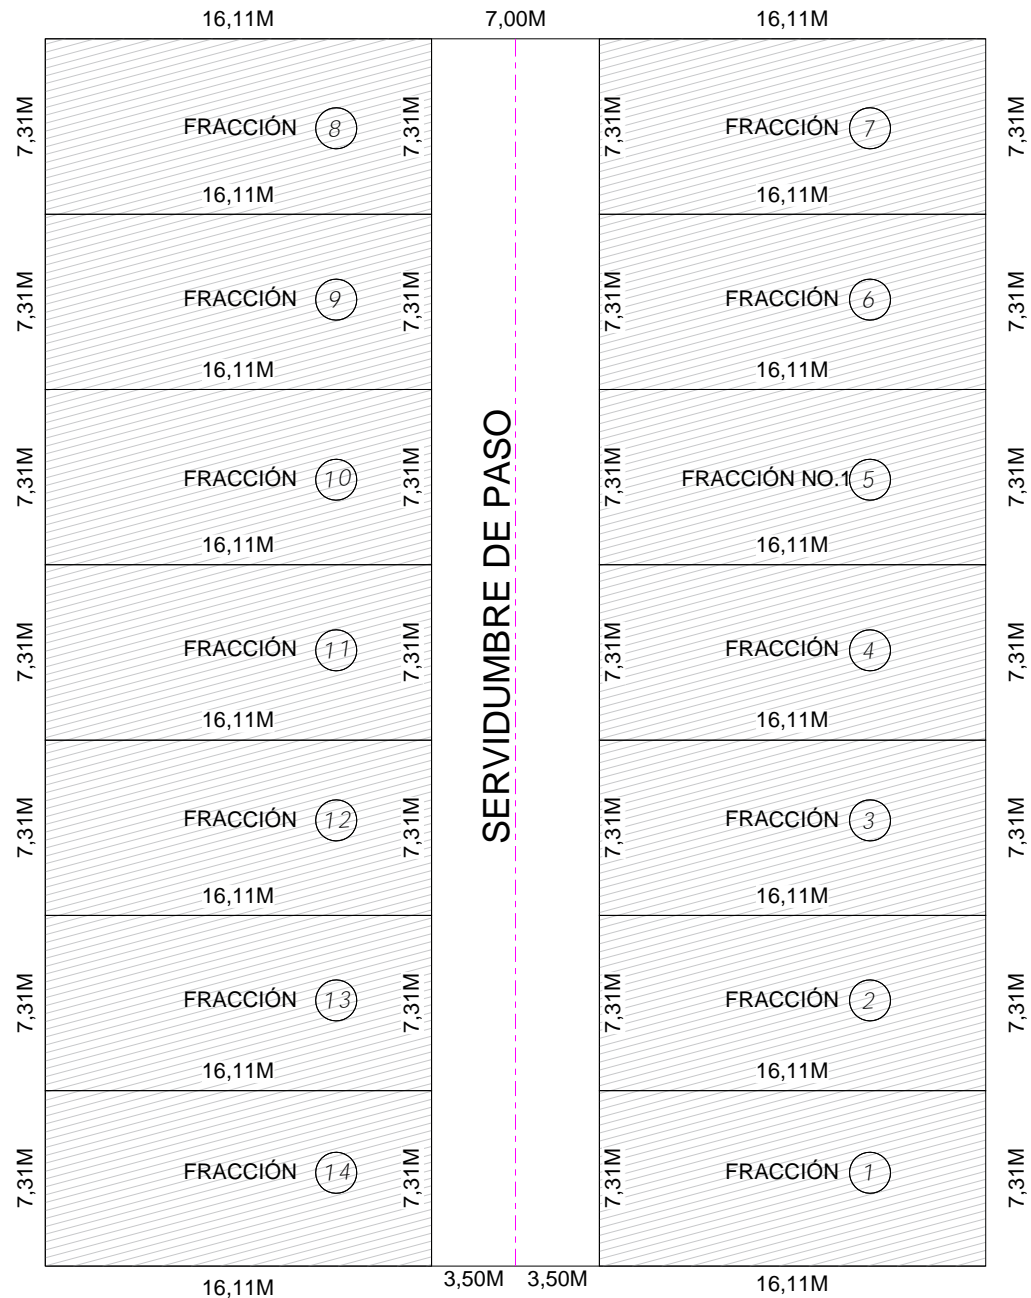 16,11M 7,00M 16,11M
7,31M FRACCIÓN 8 7,31M 7,31M FRACCIÓN 7 7,31M
16,11M
7,31M FRACCIÓN 9 7,31M 7,31M FRACCIÓN 6 7,31M
16,11M 16,11M
7,31M FRACCIÓN 10 7,31M 7,31M FRACCIÓN NO.1 5 7,31M
16,11M 16,11M
SERVIDUMBRE DE PASO
7,31M FRACCIÓN 11 7,31M 7,31M FRACCIÓN 4 7,31M
16,11M 16,11M
7,31M FRACCIÓN 12 7,31M 7,31M FRACCIÓN 3 7,31M
16,11M 16,11M
7,31M FRACCIÓN 13 7,31M 7,31M FRACCIÓN 2 7,31M
16,11M 16,11M
7,31M FRACCIÓN 14 7,31M 7,31M FRACCIÓN 1 7,31M
16,11M 3,50M 3,50M 16,11M